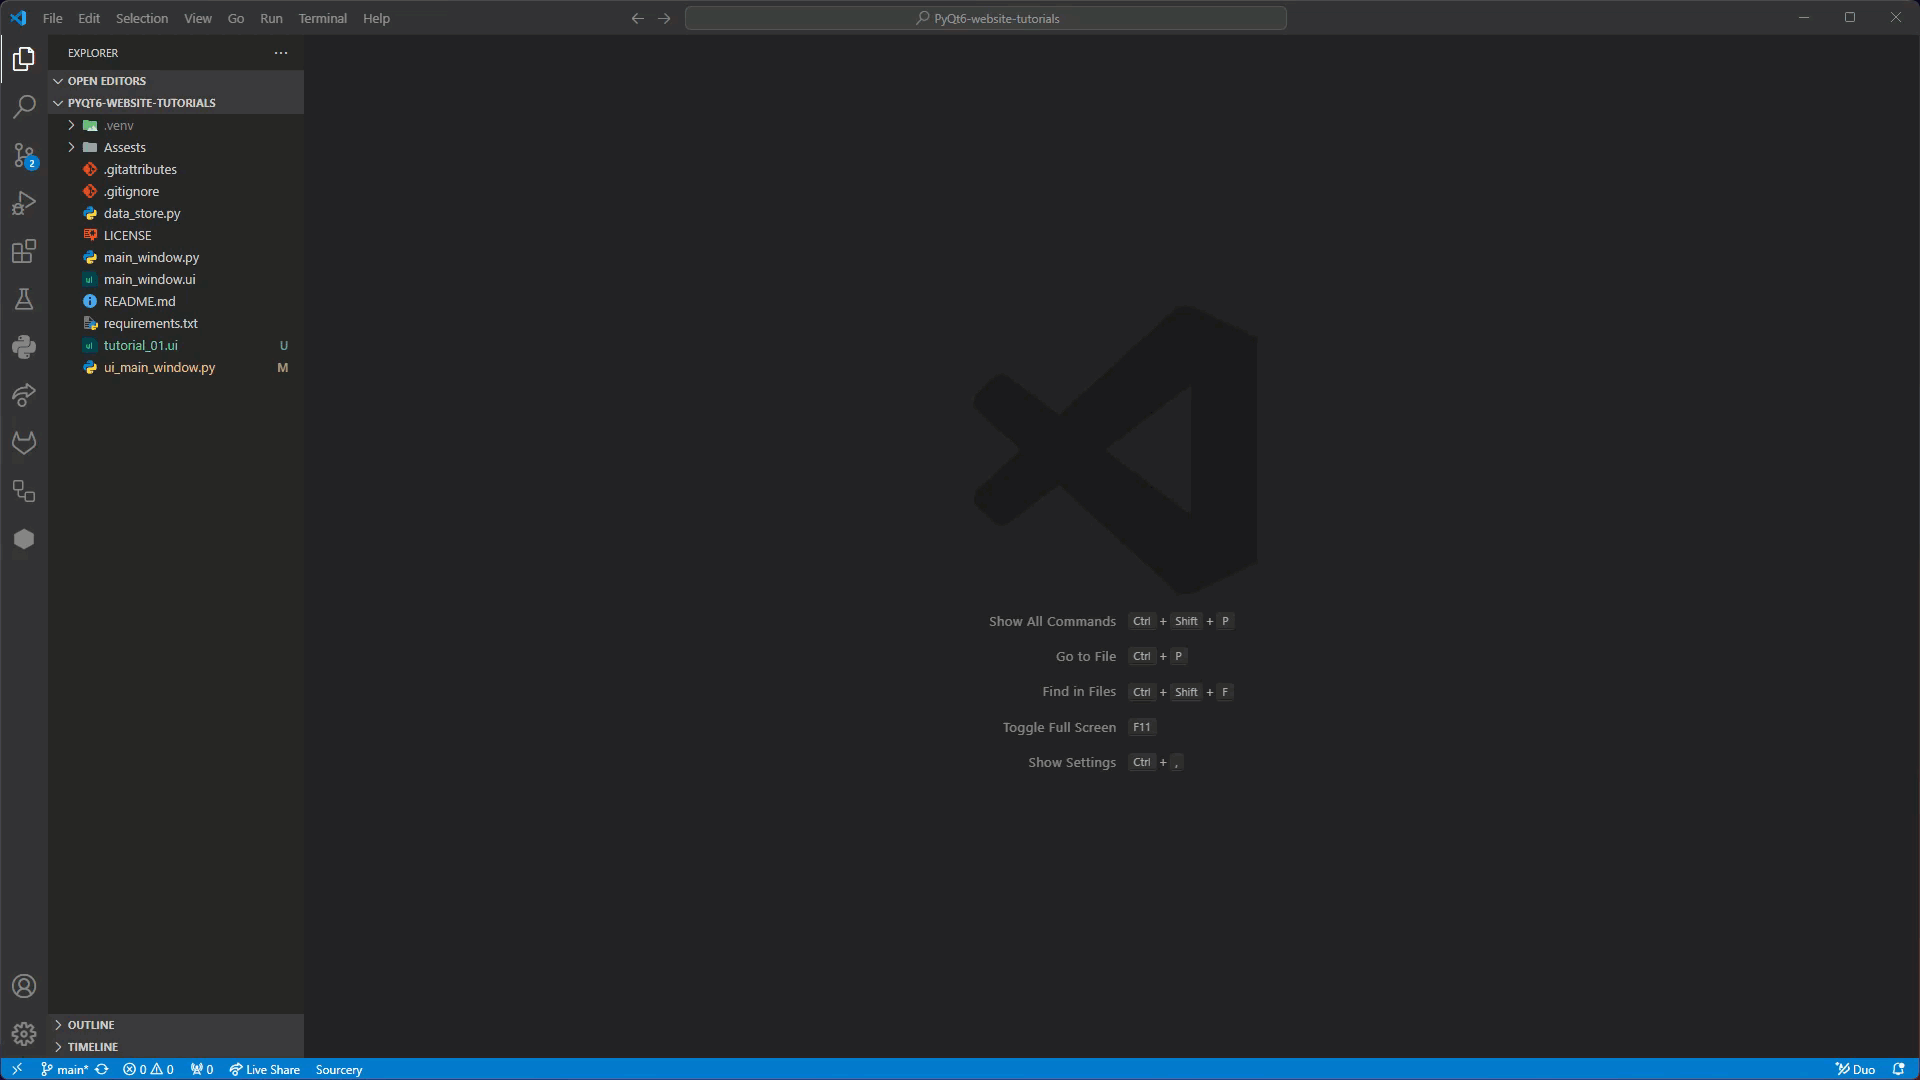 File Edit Selection View Go Run Terminal Help
PyQt6-website-tutorials
EXPLORER
OPEN EDITORS
PYQT6-WEBSITE-TUTORIALS
.venv
Assests
.gitattributes
.gitignore
2
data_store.py
LICENSE
main_window.py
main_window.ui
README.md
requirements.txt
tutorial_01.ui U
ui_main_window.py M
Show All Commands Ctrl + Shift + P
Go to File Ctrl + P
Find in Files Ctrl + Shift + F
Toggle Full Screen F11
Show Settings Ctrl + ,
OUTLINE
TIMELINE
main* 0 0 0 Live Share Sourcery Duo